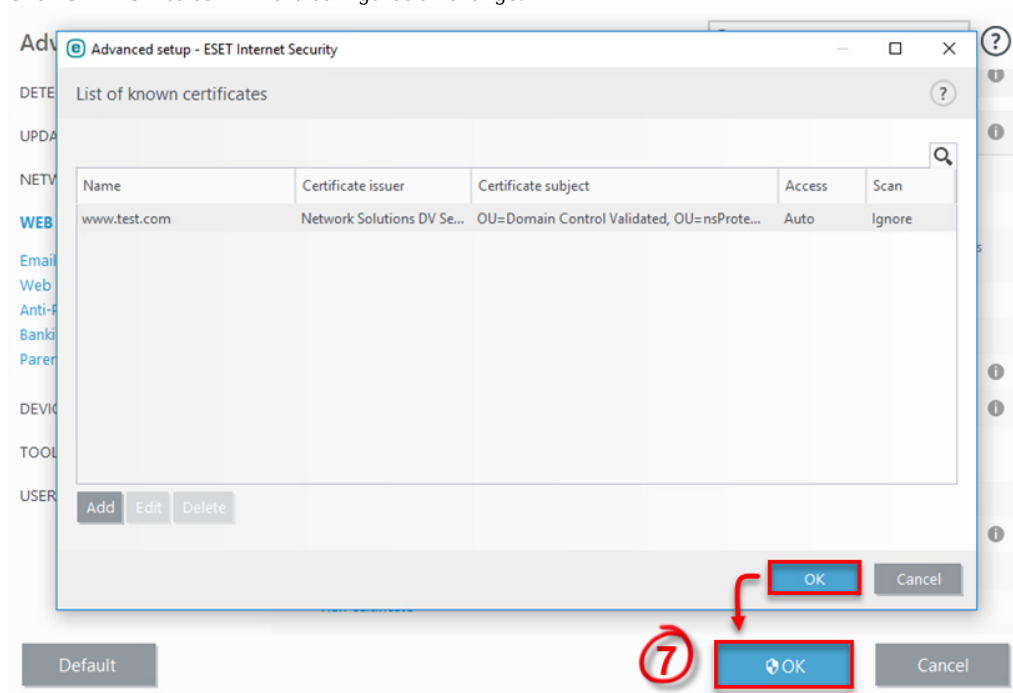 Adv
Advanced setup - ESET Internet Security
?
DETE
List of known certificates
?
UPDA
NETW
Name Certificate issuer Certificate subject Access Scan
WEB
www.test.com Network Solutions DV Se... OU=Domain Control Validated, OU=nsProte... Auto Ignore
s
Email
Web
Anti-P
Banki
Paren
DEVIC
TOOL
USER
Add Edit Delete
OK Cancel
Default
7
OK Cancel